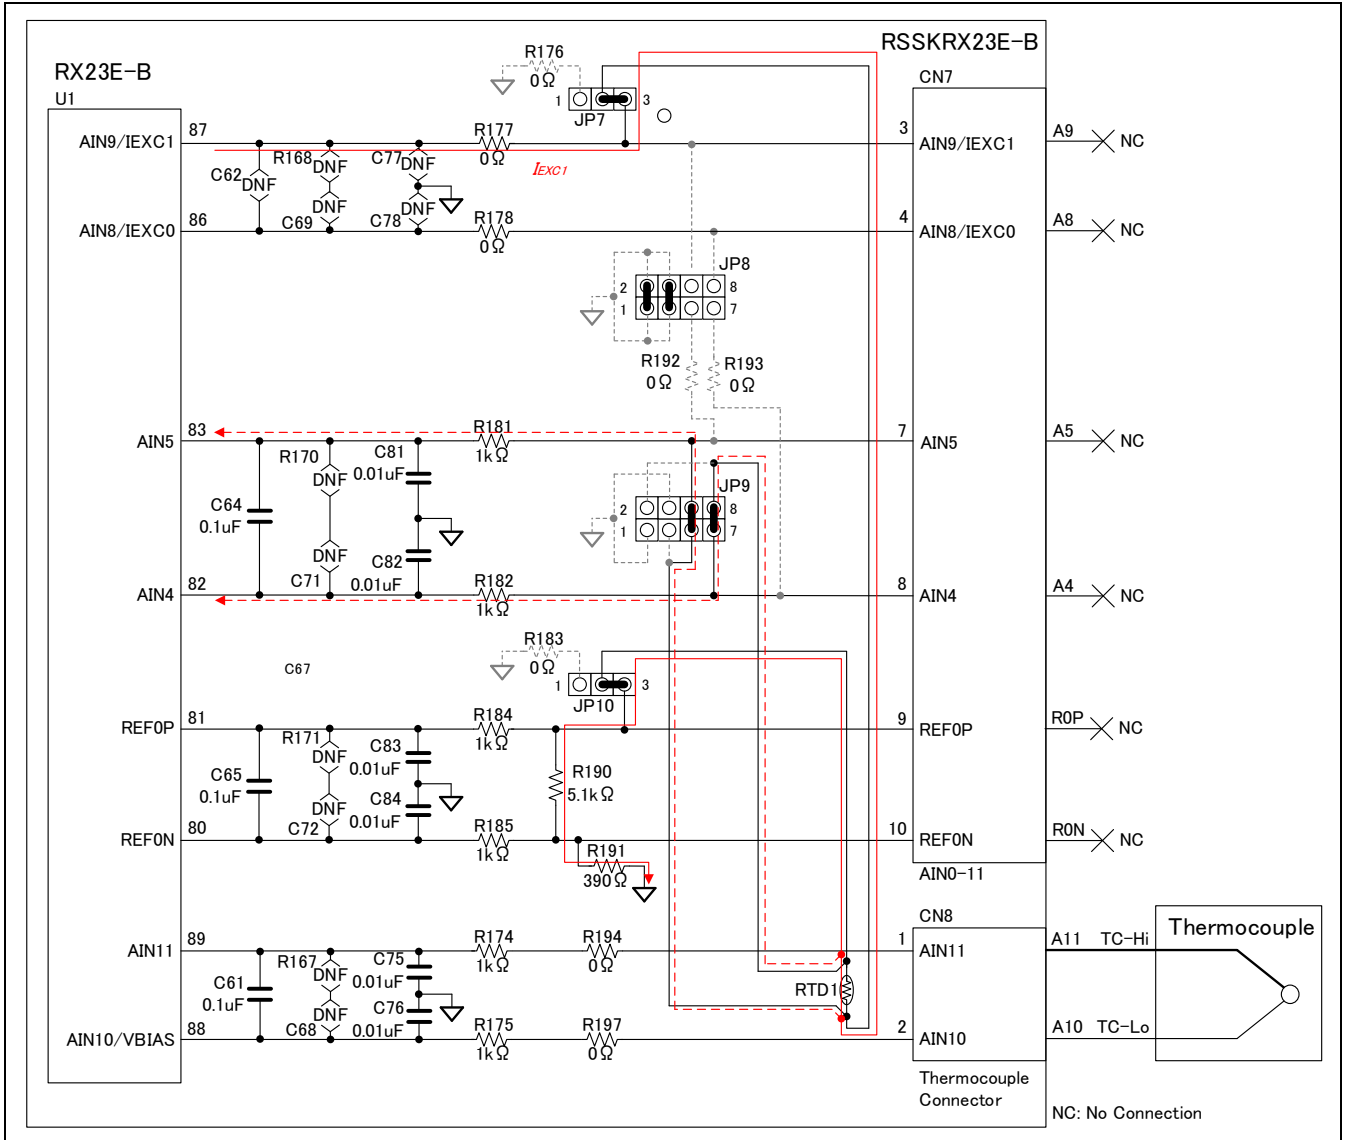 RX23E-B
U1
RSSKRX23E-B
CN7
R176
0Ω
1
3
JP7
AIN9/IEXC1
87
R177
0Ω
IEXC1
3
AIN9/IEXC1
A9
NC
C62
DNF
R168
DNF
DNF
C69
C77
DNF
DNF
C78
AIN8/IEXC0
86
R178
0Ω
4
AIN8/IEXC0
A8
NC
JP8
2
8
1
7
R192
0Ω
R193
0Ω
AIN5
83
R181
1kΩ
7
AIN5
A5
NC
R170
DNF
C81
0.01uF
C64
0.1uF
JP9
2
8
1
7
DNF
C71
C82
0.01uF
AIN4
82
R182
1kΩ
8
AIN4
A4
NC
R183
0Ω
1
3
JP10
C67
REF0P
81
R184
1kΩ
9
REF0P
R0P
NC
R171
DNF
C83
0.01uF
C65
0.1uF
R190
5.1kΩ
DNF
C72
C84
0.01uF
REF0N
80
R185
1kΩ
R191
390Ω
10
REF0N
R0N
NC
AIN0-11
CN8
AIN11
89
R174
1kΩ
R194
0Ω
1
AIN11
A11
TC-Hi
Thermocouple
R167
DNF
C75
0.01uF
C61
0.1uF
RTD1
DNF
C68
C76
0.01uF
AIN10/VBIAS
88
R175
1kΩ
R197
0Ω
2
AIN10
A10
TC-Lo
Thermocouple
Connector
NC: No Connection